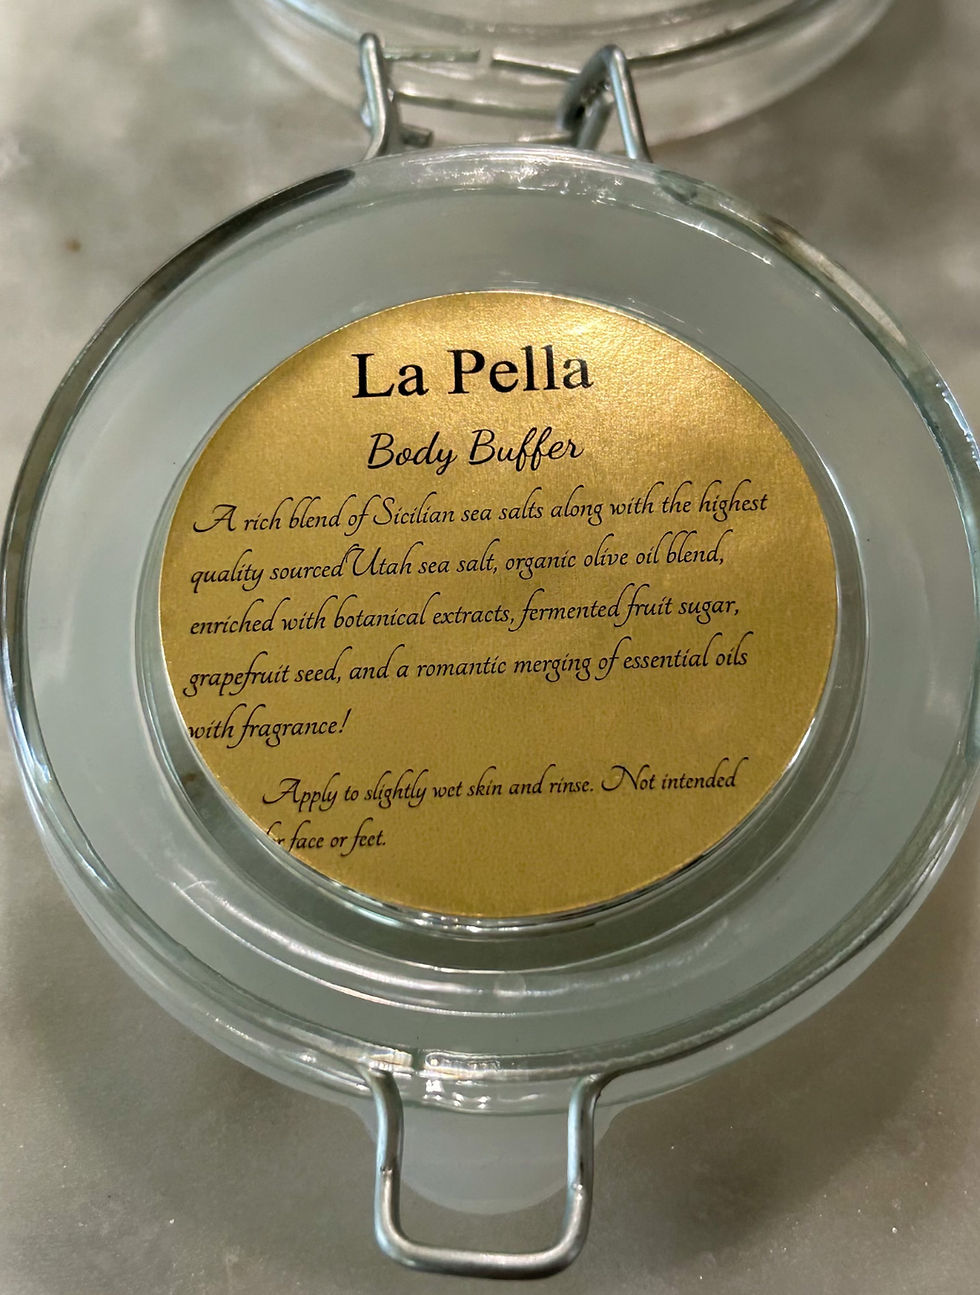 La Pella
Body Buffer
A rich blend of Sicilian sea salts along with the highest
quality sourced Utah sea salt, organic olive oil blend,
enriched with botanical extracts, fermented fruit sugar,
grapefruit seed, and a romantic merging of essential oils
with fragrance!
Apply to slightly wet skin and rinse. Not intended
face or feet.